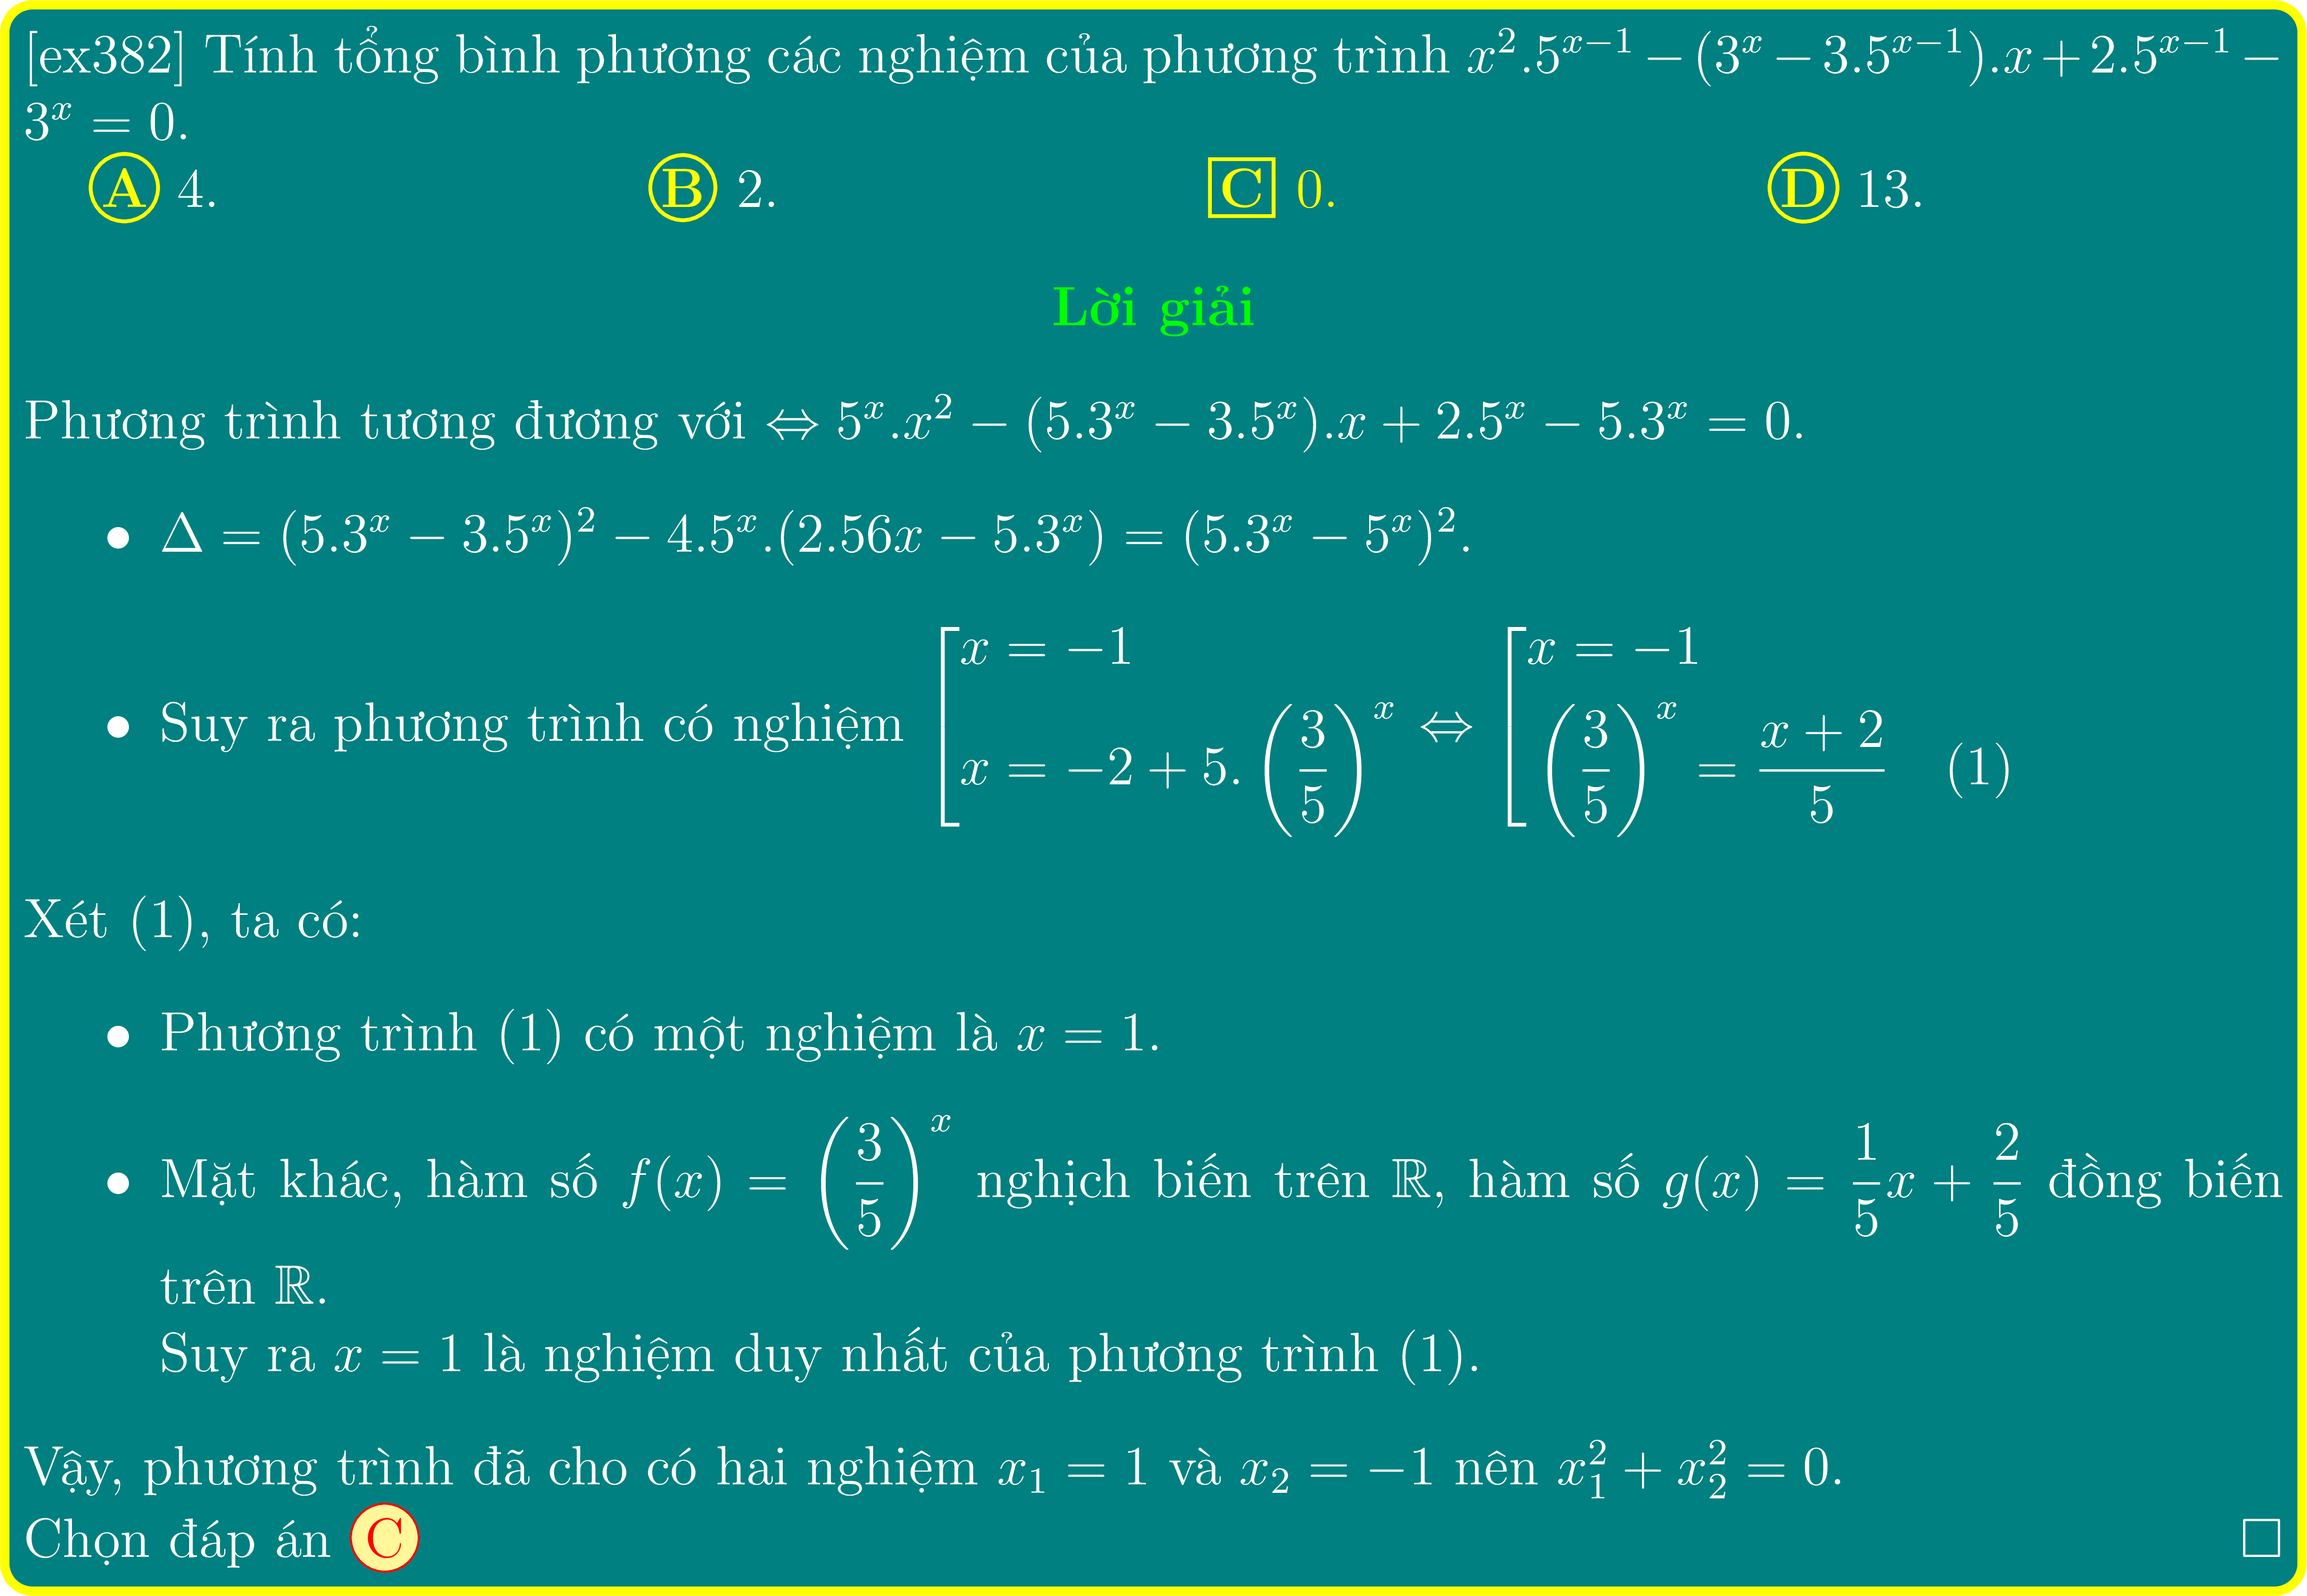 [ex382] Tính tổng bình phương các nghiệm của phương trình $x^2.5^{x-1} - (3^x - 3.5^{x-1}).x + 2.5^{x-1} -$
$3^x = 0.$
A 4. B 2. C 0. D 13.
Lời giải
Phương trình tương đương với $\Leftrightarrow 5^x.x^2 - (5.3^x - 3.5^x).x + 2.5^x - 5.3^x = 0.$
• $\Delta = (5.3^x - 3.5^x)^2 - 4.5^x.(2.56x - 5.3^x) = (5.3^x - 5^x)^2.$
• Suy ra phương trình có nghiệm $\left[\begin{array}{l} x = -1 \\ x = -2 + 5.\left(\dfrac{3}{5}\right)^x \end{array}\right. \Leftrightarrow \left[\begin{array}{l} x = -1 \\ \left(\dfrac{3}{5}\right)^x = \dfrac{x+2}{5} \quad (1) \end{array}\right.$
Xét (1), ta có:
• Phương trình (1) có một nghiệm là $x = 1.$
• Mặt khác, hàm số $f(x) = \left(\dfrac{3}{5}\right)^x$ nghịch biến trên $\mathbb{R}$, hàm số $g(x) = \dfrac{1}{5}x + \dfrac{2}{5}$ đồng biến
trên $\mathbb{R}$.
Suy ra $x = 1$ là nghiệm duy nhất của phương trình (1).
Vậy, phương trình đã cho có hai nghiệm $x_1 = 1$ và $x_2 = -1$ nên $x_1^2 + x_2^2 = 0.$
Chọn đáp án C □